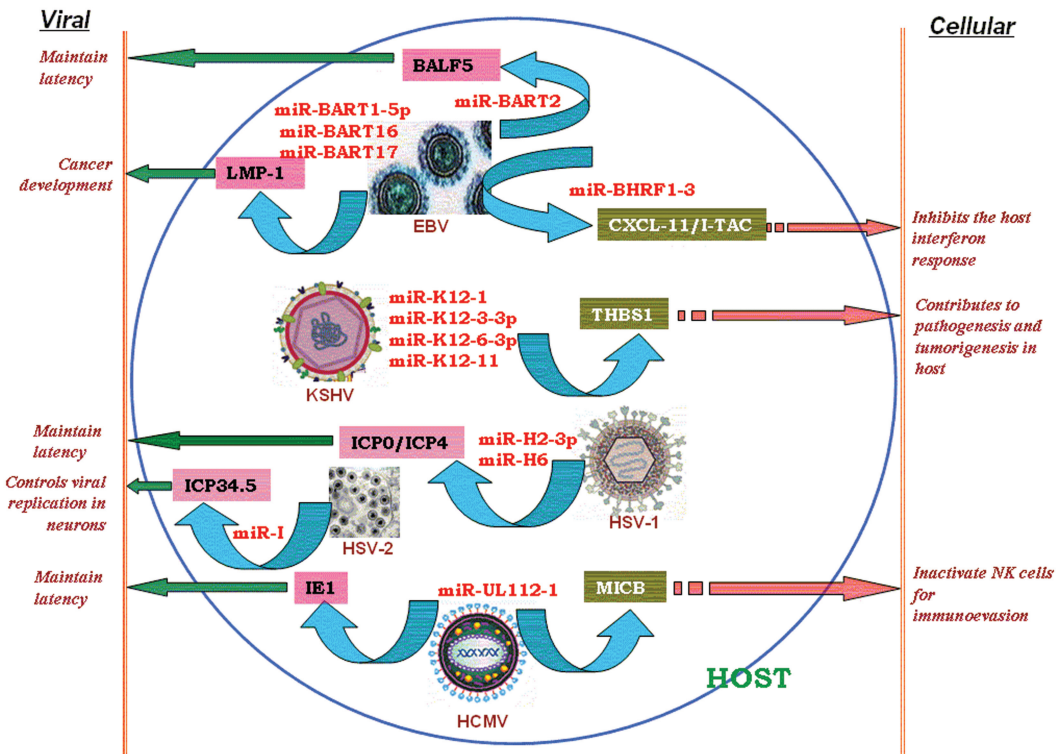 Viral
Cellular
Maintain
latency
BALF5
miR-BART2
miR-BART1-5p
miR-BART16
miR-BART17
Cancer
development
LMP-1
EBV
miR-BHRF1-3
CXCL-11/I-TAC
Inhibits the host
interferon
response
miR-K12-1
miR-K12-3-3p
miR-K12-6-3p
miR-K12-11
KSHV
THBS1
Contributes to
pathogenesis and
tumorigenesis in
host
Maintain
latency
ICP0/ICP4
miR-H2-3p
miR-H6
HSV-1
Controls viral
replication in
neurons
ICP34.5
miR-I
HSV-2
Maintain
latency
IE1
miR-UL112-1
HCMV
MICB
Inactivate NK cells
for
immunoevasion
HOST